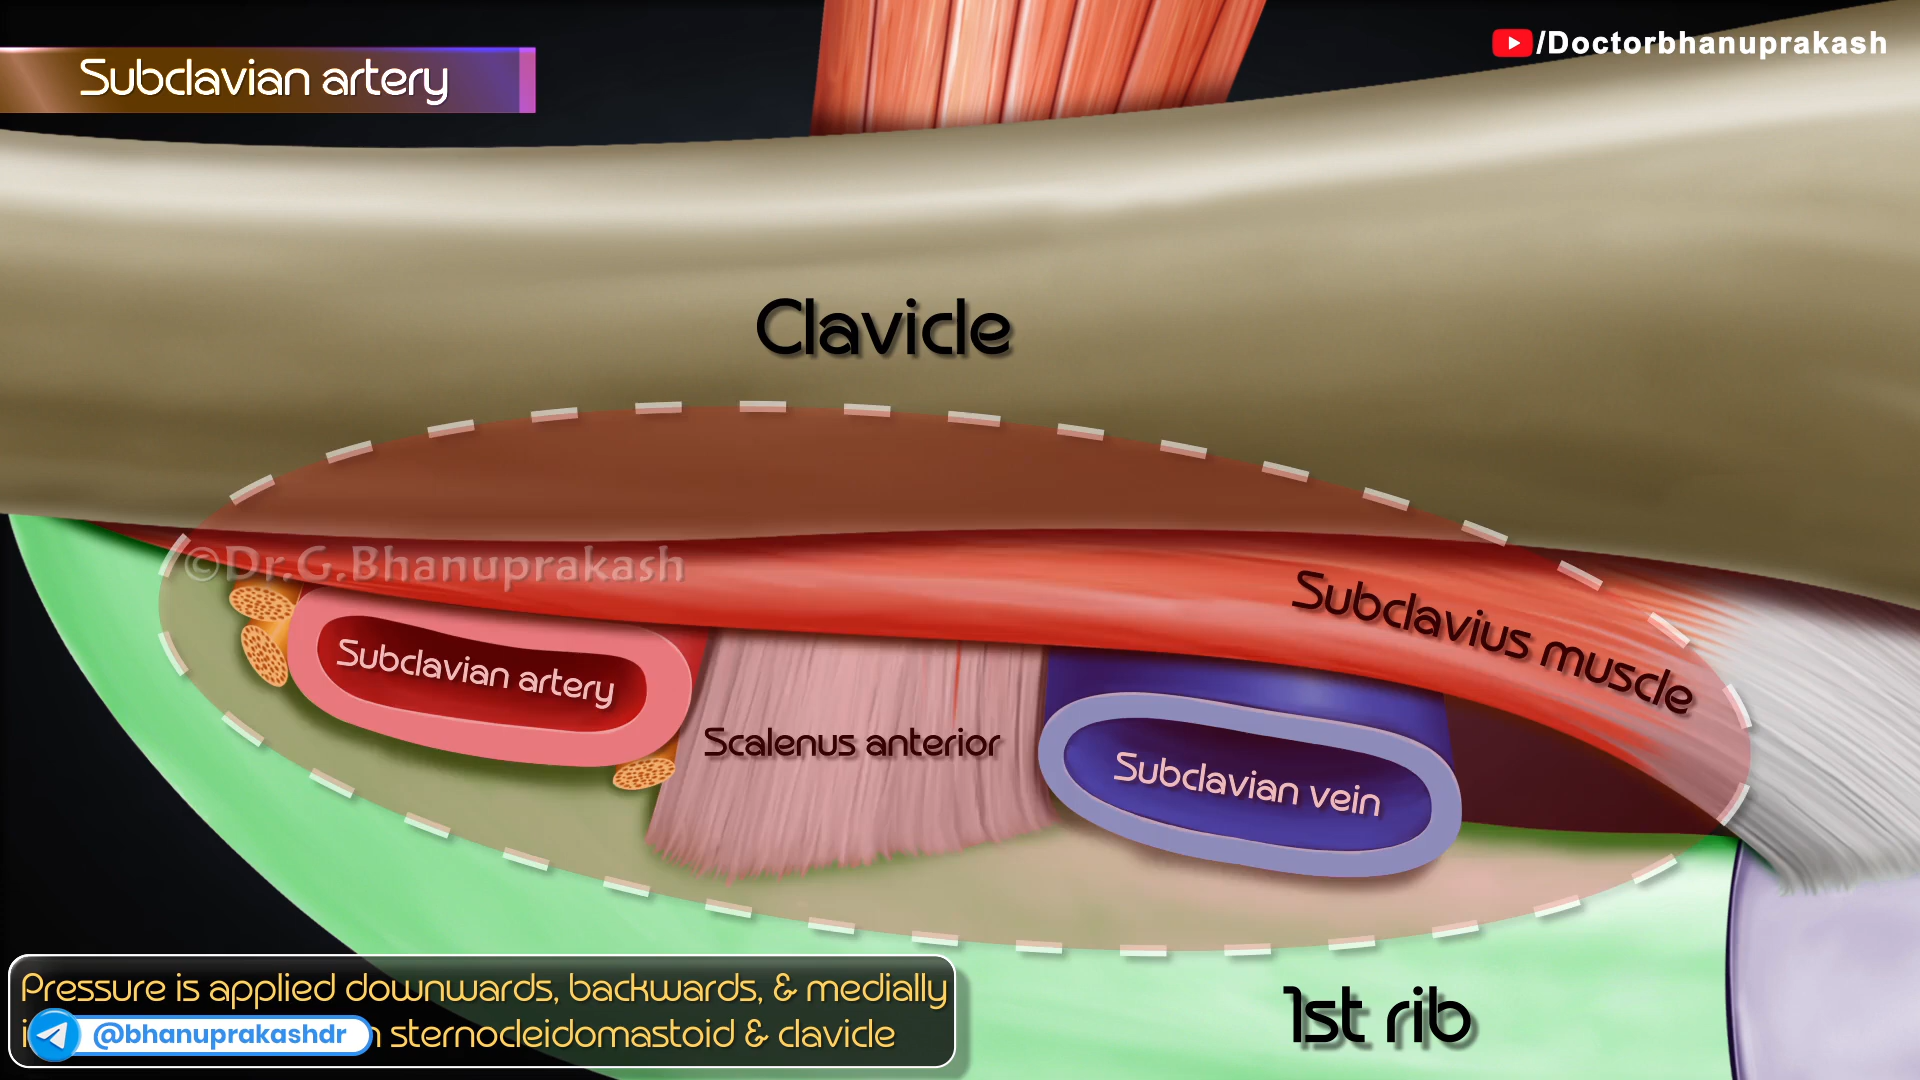 /Doctorbhanuprakash
Subclavian artery
Clavicle
©Dr.G.Bhanuprakash
Subclavius muscle
Subclavian artery
Scalenus anterior
Subclavian vein
Pressure is applied downwards, backwards, & medially
@bhanuprakashdr
sternocleidomastoid & clavicle
1st rib